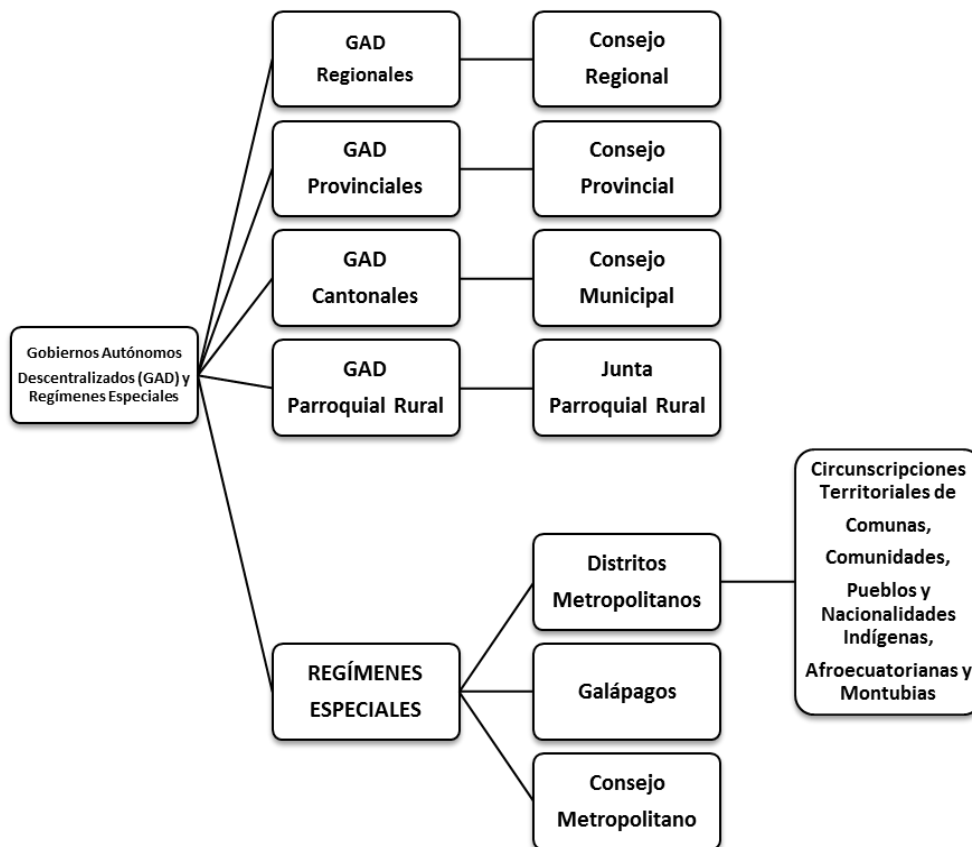 GAD
Regionales
Consejo
Regional
GAD
Provinciales
Consejo
Provincial
GAD
Cantonales
Consejo
Municipal
Gobiernos Autónomos
Descentralizados (GAD) y
Regímenes Especiales
GAD
Parroquial Rural
Junta
Parroquial Rural
REGÍMENES
ESPECIALES
Distritos
Metropolitanos
Circunscripciones
Territoriales de
Comunas,
Comunidades,
Pueblos y
Nacionalidades
Indígenas,
Afroecuatorianas y
Montubias
Galápagos
Consejo
Metropolitano